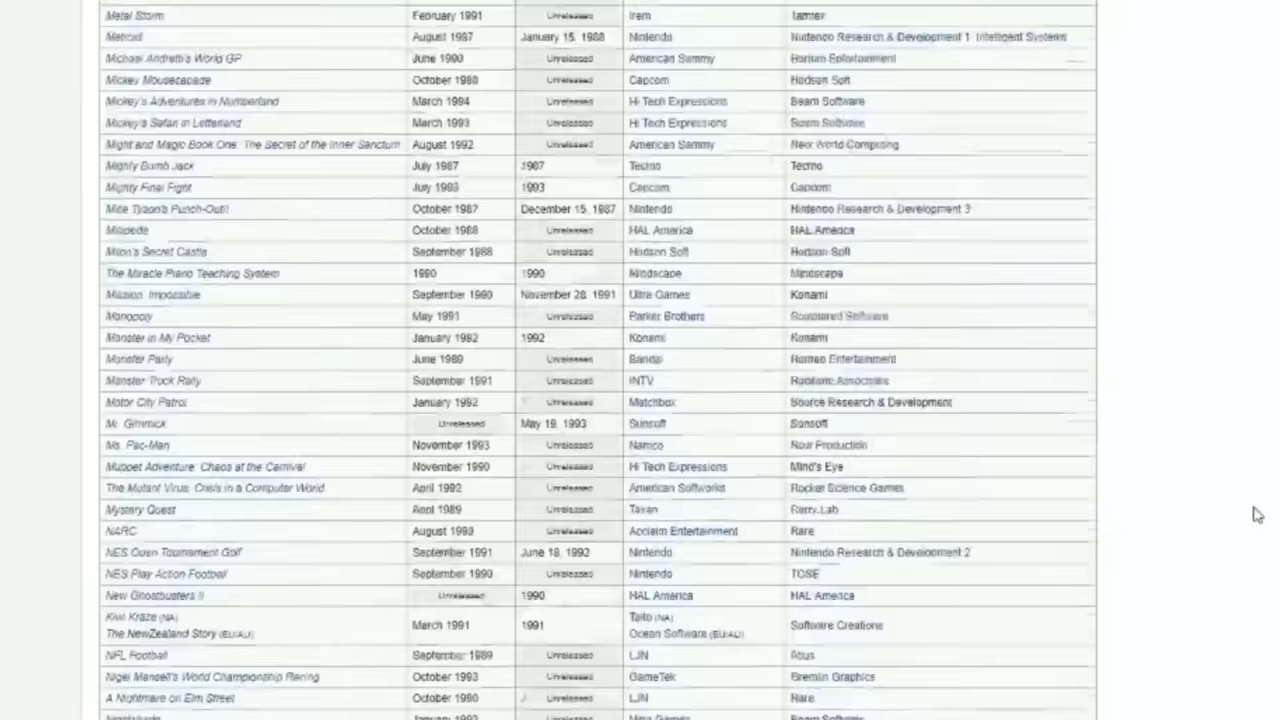 Metal Storm February 1991 Unreleased Irem Tamtex
Metroid August 1987 January 15, 1988 Nintendo Nintendo Research & Development 1 Intelligent Systems
Michael Andretti's World GP June 1990 Unreleased American Sammy
Mickey Mousecapade October 1988 Unreleased Capcom Hudson Soft
Mickey's Adventures in Numberland March 1994 Unreleased Hi Tech Expressions Beam Software
Mickey's Safari in Letterland March 1993 Unreleased Hi Tech Expressions Beam Software
Might and Magic Book One: The Secret of the Inner Sanctum August 1992 Unreleased American Sammy New World Computing
Mighty Bomb Jack July 1987 1987 Tecmo Tecmo
Mighty Final Fight July 1993 1993 Capcom Capcom
Mike Tyson's Punch-Out!! October 1987 December 15, 1987 Nintendo Nintendo Research & Development 3
Millipede October 1988 Unreleased HAL America HAL America
Milon's Secret Castle September 1988 Unreleased Hudson Soft Hudson Soft
The Miracle Piano Teaching System 1990 1990 Mindscape Mindscape
Mission: Impossible September 1990 November 28, 1991 Ultra Games Konami
Monopoly May 1991 Unreleased Parker Brothers Sculptured Software
Monster in My Pocket January 1992 1992 Konami Konami
Monster Party June 1989 Unreleased Bandai Entertainment
Monster Truck Rally September 1991 Unreleased INTV Associates
Motor City Patrol January 1992 Unreleased Matchbox Source Research & Development
Mr. Gimmick Unreleased May 19, 1993 Sunsoft Sunsoft
Ms. Pac-Man November 1993 Unreleased Namco Production
Muppet Adventure: Chaos at the Carnival November 1990 Unreleased Hi Tech Expressions Mind's Eye
The Mutant Virus: Crisis in a Computer World April 1992 Unreleased American Softworks Rocket Science Games
Mystery Quest April 1989 Unreleased Taxan Carry Lab
NARC August 1990 Unreleased Acclaim Entertainment Rare
NES Open Tournament Golf September 1991 June 18, 1992 Nintendo Nintendo Research & Development 2
NES Play Action Football September 1990 Unreleased Nintendo TOSE
New Ghostbusters II Unreleased 1990 HAL America HAL America
Kiwi Kraze (NA)
The NewZealand Story (EU/AU) March 1991 1991 Taito (NA)
Ocean Software (EU/AU) Software Creations
NFL Football September 1989 Unreleased LJN Atlus
Nigel Mansell's World Championship Racing October 1993 Unreleased GameTek Gremlin Graphics
A Nightmare on Elm Street October 1990 Unreleased LJN Rare